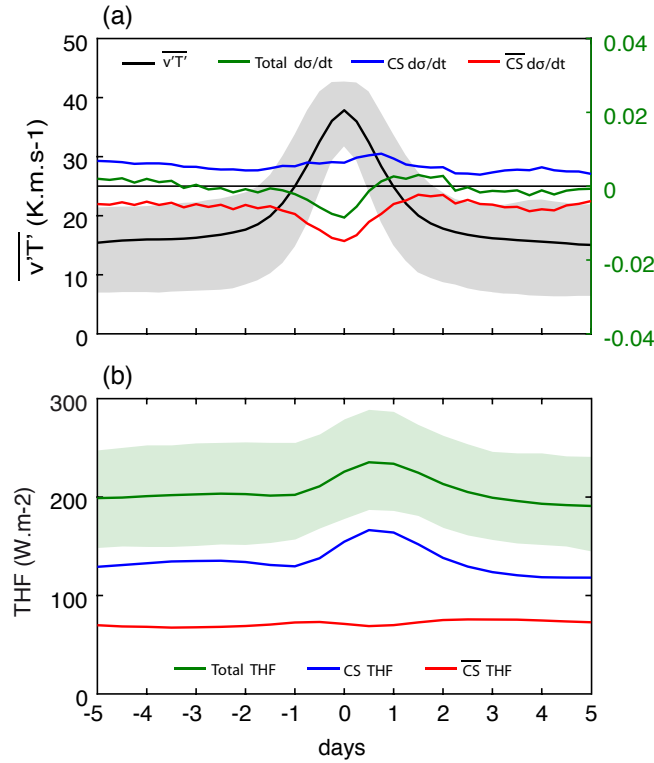 (a)
50
40
30
20
10
0
v'T' (K.m.s-1)
v'T' Total dσ/dt CS dσ/dt CS dσ/dt
0.04
0.02
0
-0.02
-0.04
(b)
300
200
100
0
THF (W.m-2)
Total THF CS THF CS THF
-5 -4 -3 -2 -1 0 1 2 3 4 5
days